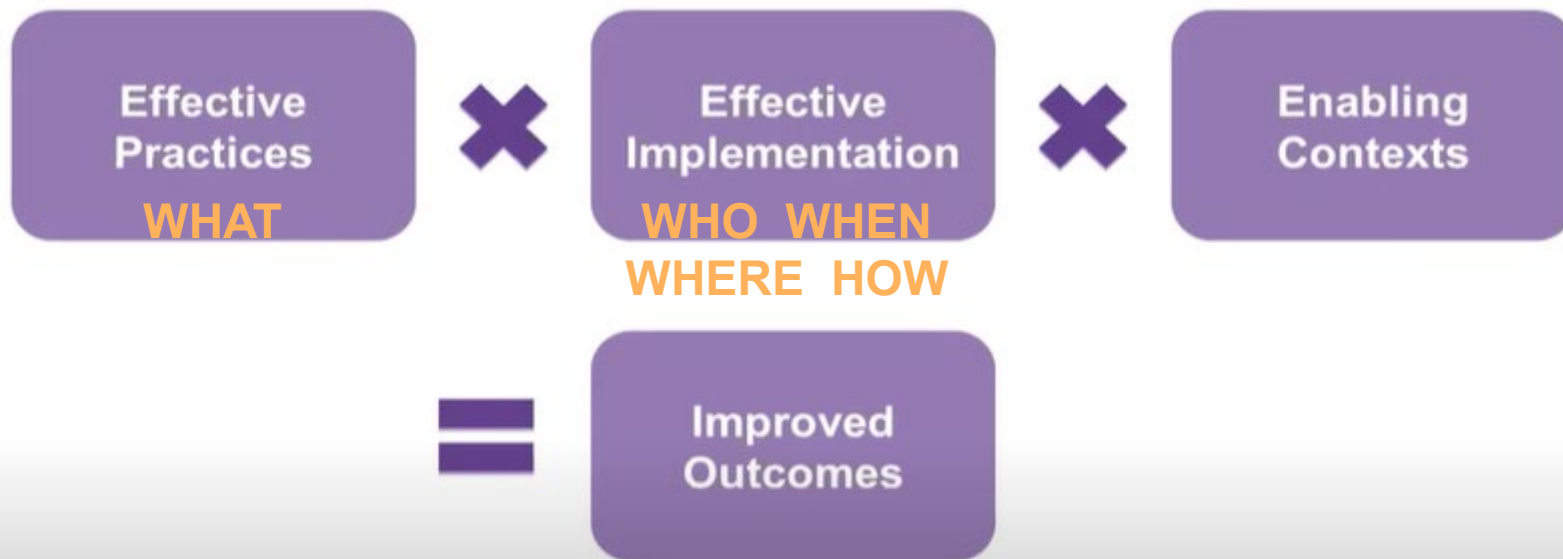 Effective
Practices
WHAT
Effective
Implementation
WHO WHEN
WHERE HOW
Enabling
Contexts
Improved
Outcomes